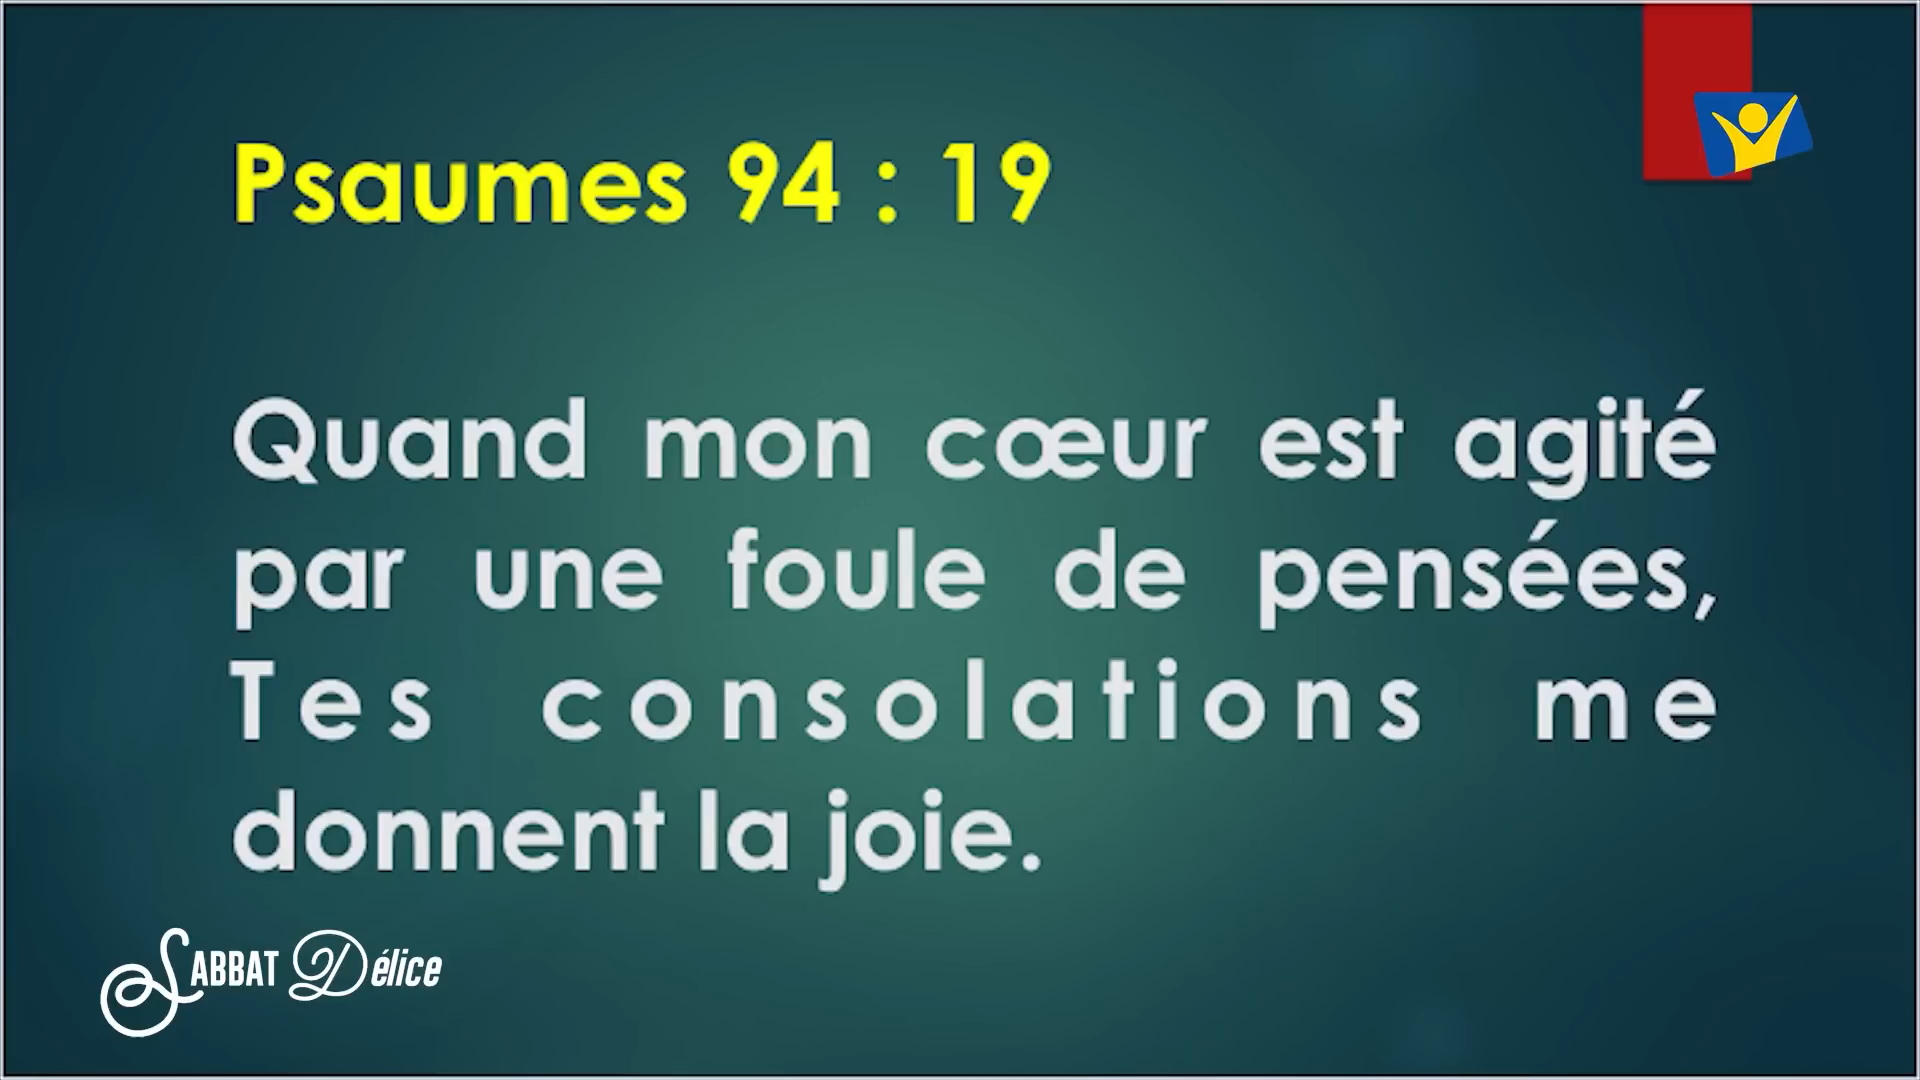 Psaumes 94 : 19
Quand mon cœur est agité
par une foule de pensées,
Tes consolations me
donnent la joie.
SABBAT Délice